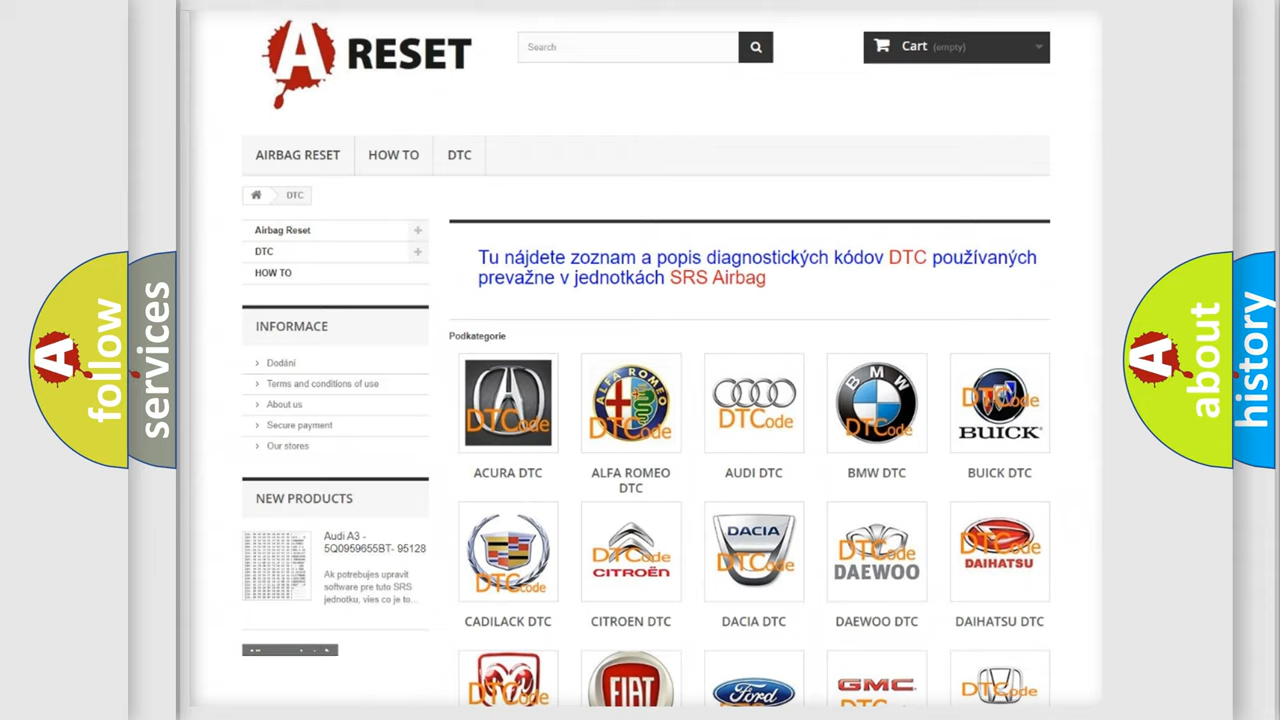 A RESET
Search
Cart (empty)
AIRBAG RESET
HOW TO
DTC
DTC
Airbag Reset
DTC
HOW TO
INFORMACE
Dodání
Terms and conditions of use
About us
Secure payment
Our stores
NEW PRODUCTS
Audi A3 -
5Q0959655BT- 95128
Ak potrebujes upravit
software pre tuto SRS
jednotku, vies co je to...
Tu nájdete zoznam a popis diagnostických kódov DTC používaných
prevažne v jednotkách SRS Airbag
Podkategorie
DTCode
ALFA ROMEO
DTCode
DTCode
BMW
DTCode
DTCode
BUICK
ACURA DTC
ALFA ROMEO
DTC
AUDI DTC
BMW DTC
BUICK DTC
DTCode
DTCode
CITROËN
DACIA
DTCode
DTCode
DAEWOO
DTCode
DAIHATSU
CADILACK DTC
CITROEN DTC
DACIA DTC
DAEWOO DTC
DAIHATSU DTC
DTCode
FIAT
Ford
GMC
DTCode
A follow
services
A about
history